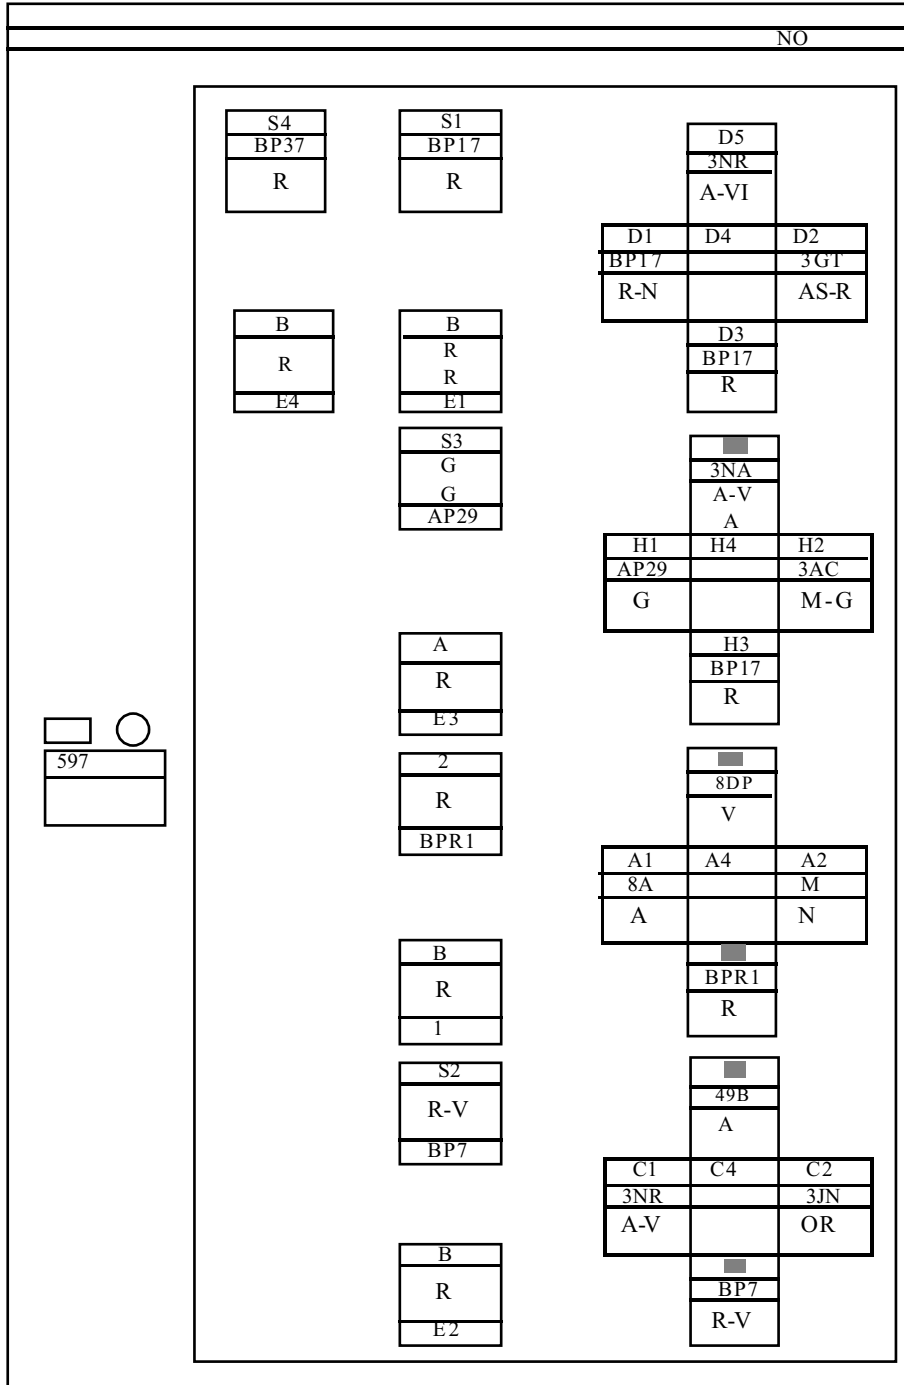 NO
S4
BP37
R
S1
BP17
R
D5
3NR
A-VI
D1 D4 D2
BP17 3GT
R-N AS-R
D3
BP17
R
B
R
E4
B
R
R
E1
S3
G
G
AP29
3NA
A-V
A
H1 H4 H2
AP29 3AC
G M-G
H3
BP17
R
A
R
E3
597
2
R
BPR1
8DP
V
A1 A4 A2
8A M
A N
BPR1
R
B
R
1
S2
R-V
BP7
49B
A
C1 C4 C2
3NR 3JN
A-V OR
BP7
R-V
B
R
E2